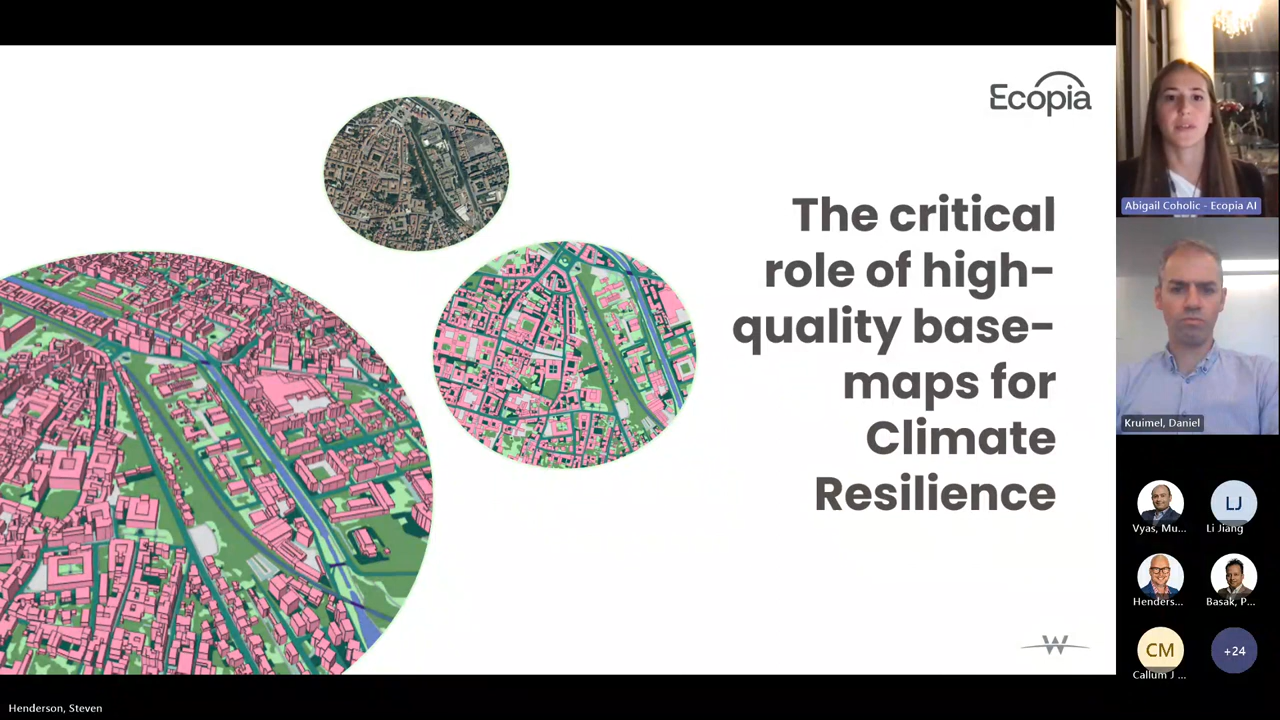 Ecopia
The critical
role of high-
quality base-
maps for
Climate
Resilience
W
Abigail Coholic - Ecopia AI
Kruimel, Daniel
Vyas, Mu...
LJ
Li Jiang
Henders...
Basak, P...
CM
Callum J ...
+24
Henderson, Steven